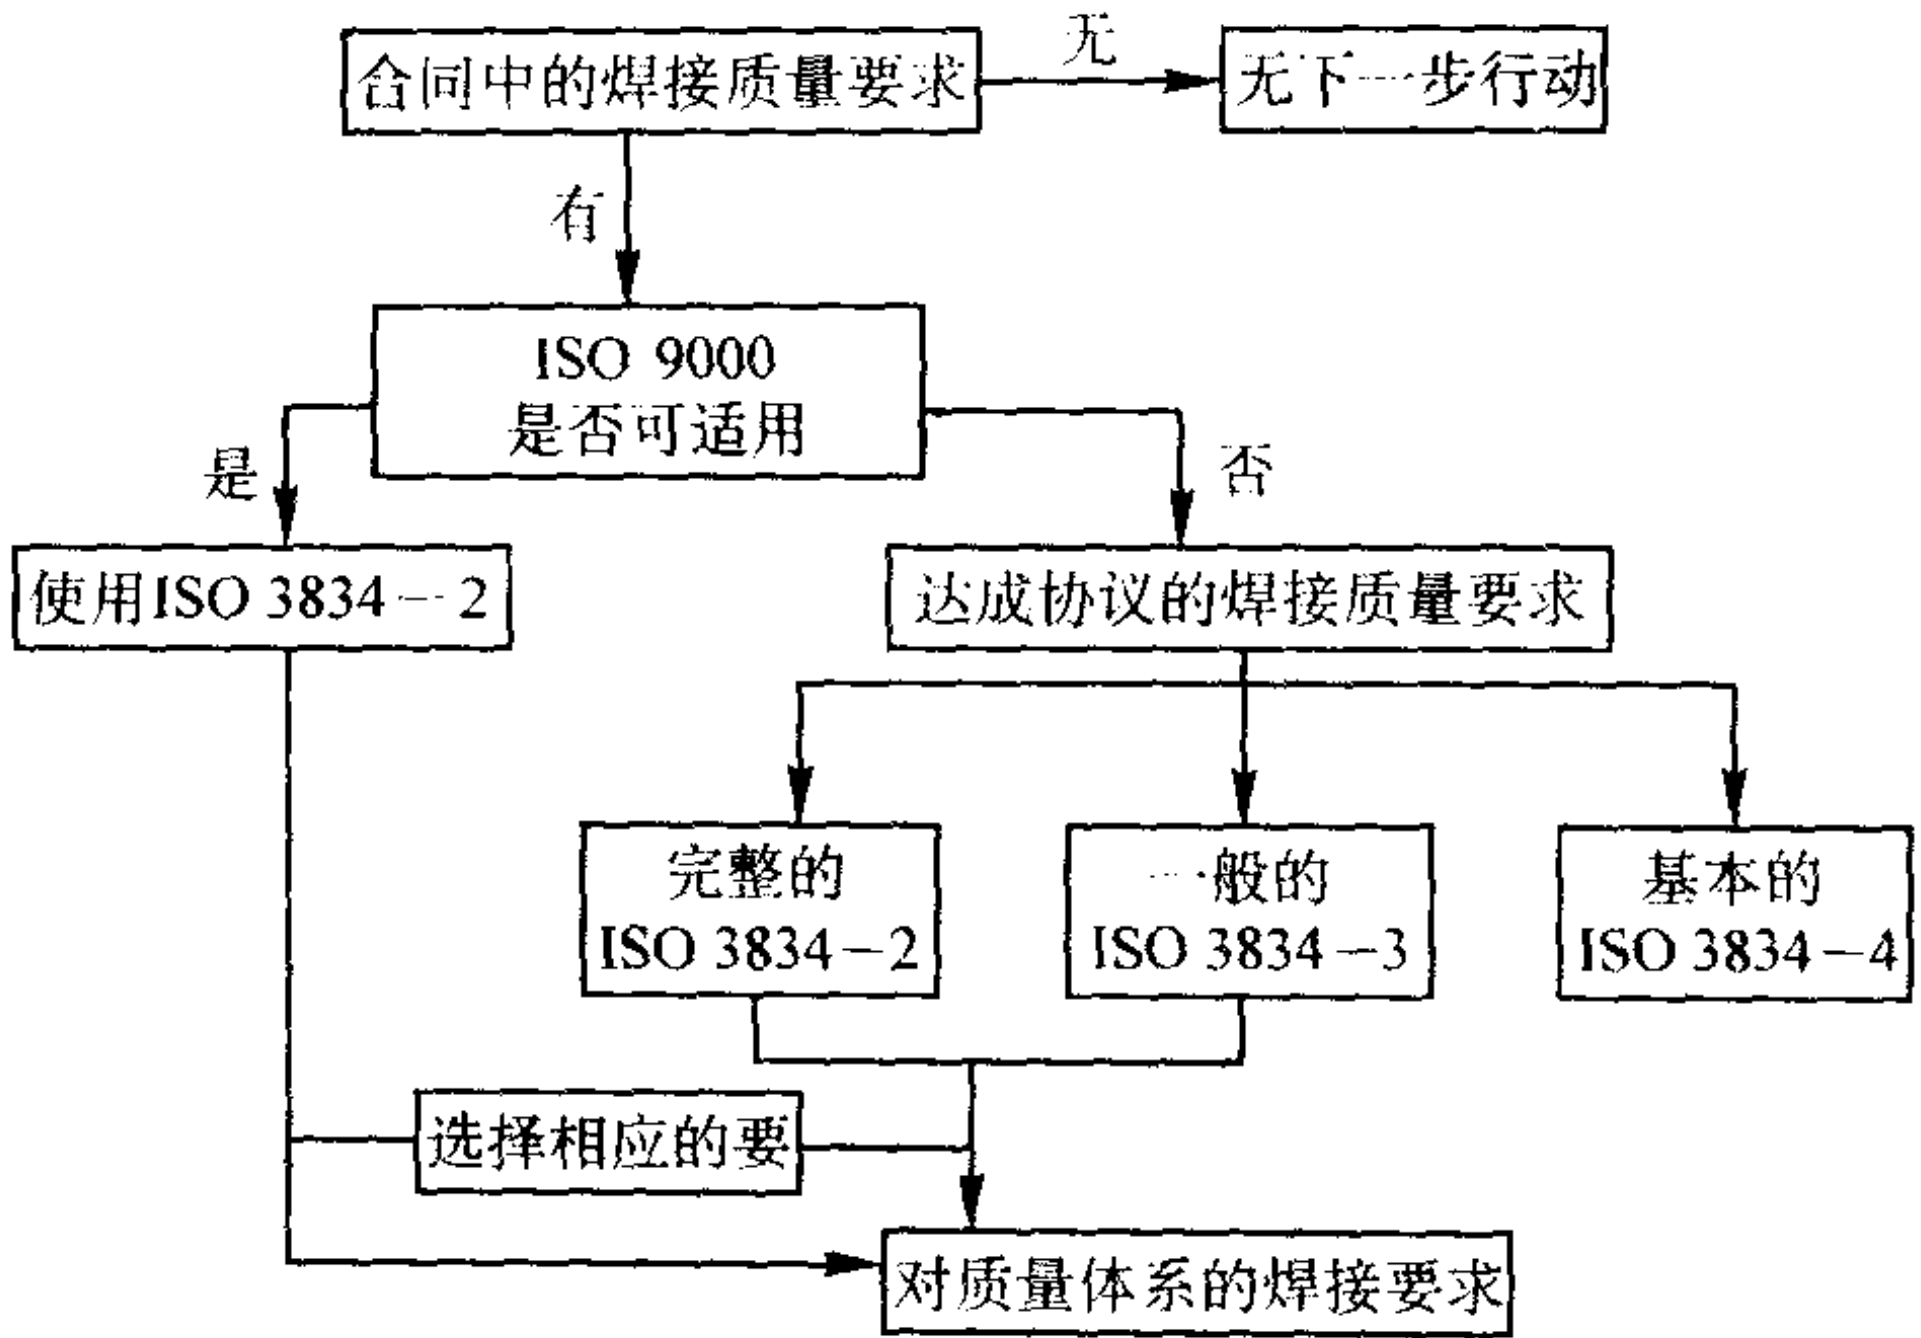 合同中的焊接质量要求
无
无下一步行动
有
ISO 9000
是否可适用
是
否
使用ISO 3834－2
达成协议的焊接质量要求
完整的
ISO 3834－2
一般的
ISO 3834－3
基本的
ISO 3834－4
选择相应的要
对质量体系的焊接要求